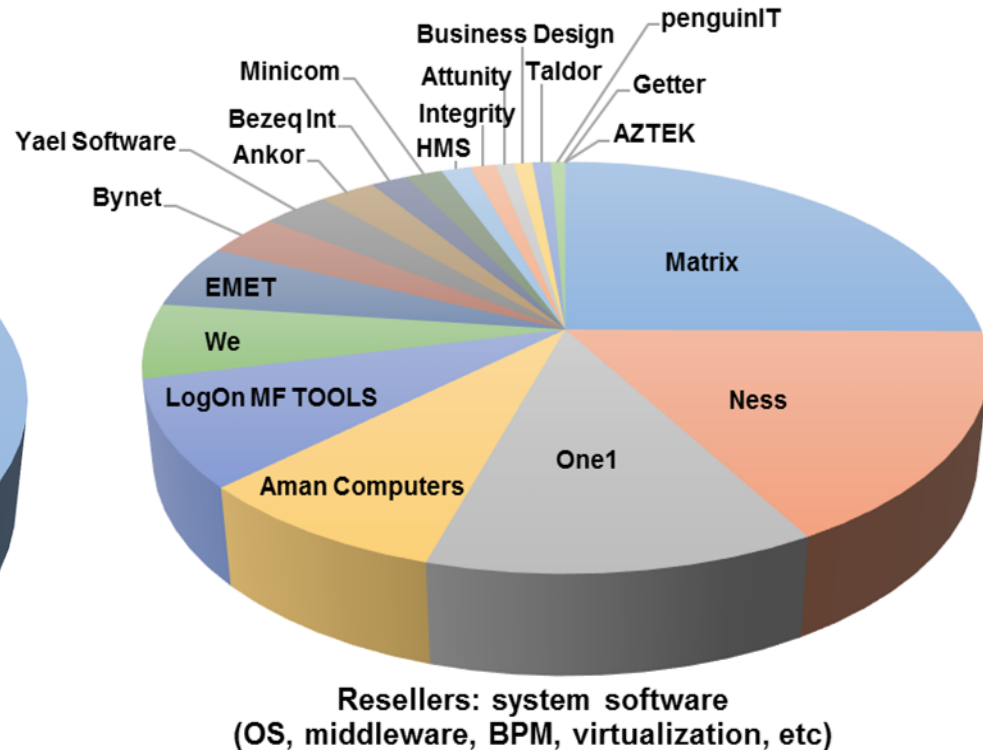 penguinIT
Business Design
Minicom
Attunity
Taldor
Getter
Bezeq Int
Integrity
AZTEK
Yael Software
Ankor
HMS
Bynet
Matrix
EMET
We
LogOn MF TOOLS
Ness
One1
Aman Computers
Resellers: system software
(OS, middleware, BPM, virtualization, etc)